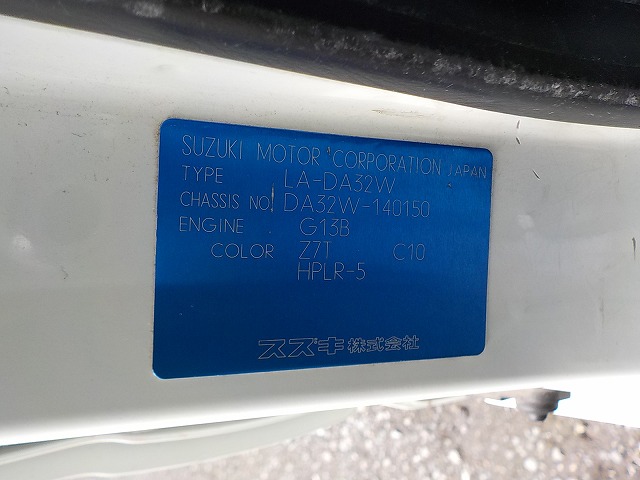 SUZUKI MOTOR CORPORATION JAPAN
TYPE LA-DA32W
CHASSIS NO. DA32W-140150
ENGINE G13B
COLOR Z7T C10
HPLR-5
スズキ株式会社